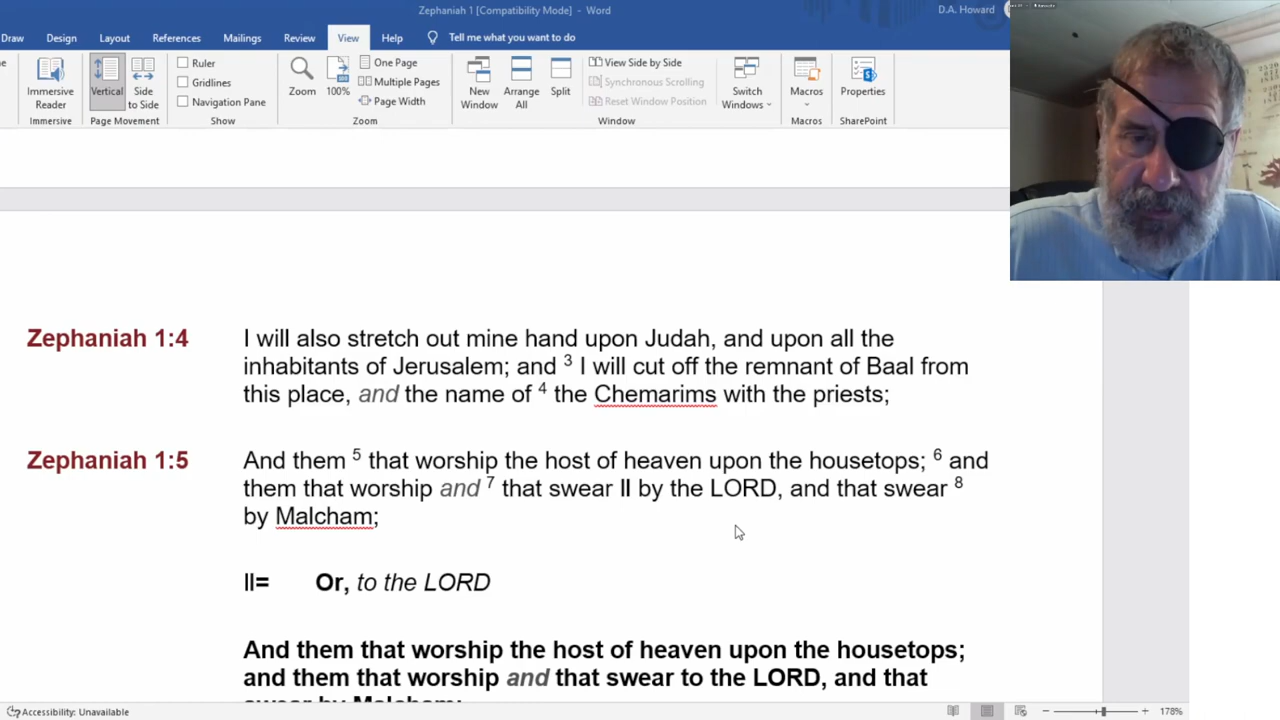 Zephaniah 1 [Compatibility Mode] - Word
D.A. Howard
Draw Design Layout References Mailings Review View Help Tell me what you want to do
Immersive Reader
Immersive
Vertical
Side to Side
Page Movement
Ruler
Gridlines
Navigation Pane
Show
Zoom
100%
One Page
Multiple Pages
Page Width
Zoom
New Window
Arrange All
Split
View Side by Side
Synchronous Scrolling
Reset Window Position
Window
Switch Windows
Macros
Macros
Properties
SharePoint
Zephaniah 1:4 I will also stretch out mine hand upon Judah, and upon all the
inhabitants of Jerusalem; and 3 I will cut off the remnant of Baal from
this place, and the name of 4 the Chemarims with the priests;
Zephaniah 1:5 And them 5 that worship the host of heaven upon the housetops; 6 and
them that worship and 7 that swear ll by the LORD, and that swear 8
by Malcham;
ll= Or, to the LORD
And them that worship the host of heaven upon the housetops;
and them that worship and that swear to the LORD, and that
swear by Malcham;
Accessibility: Unavailable
178%